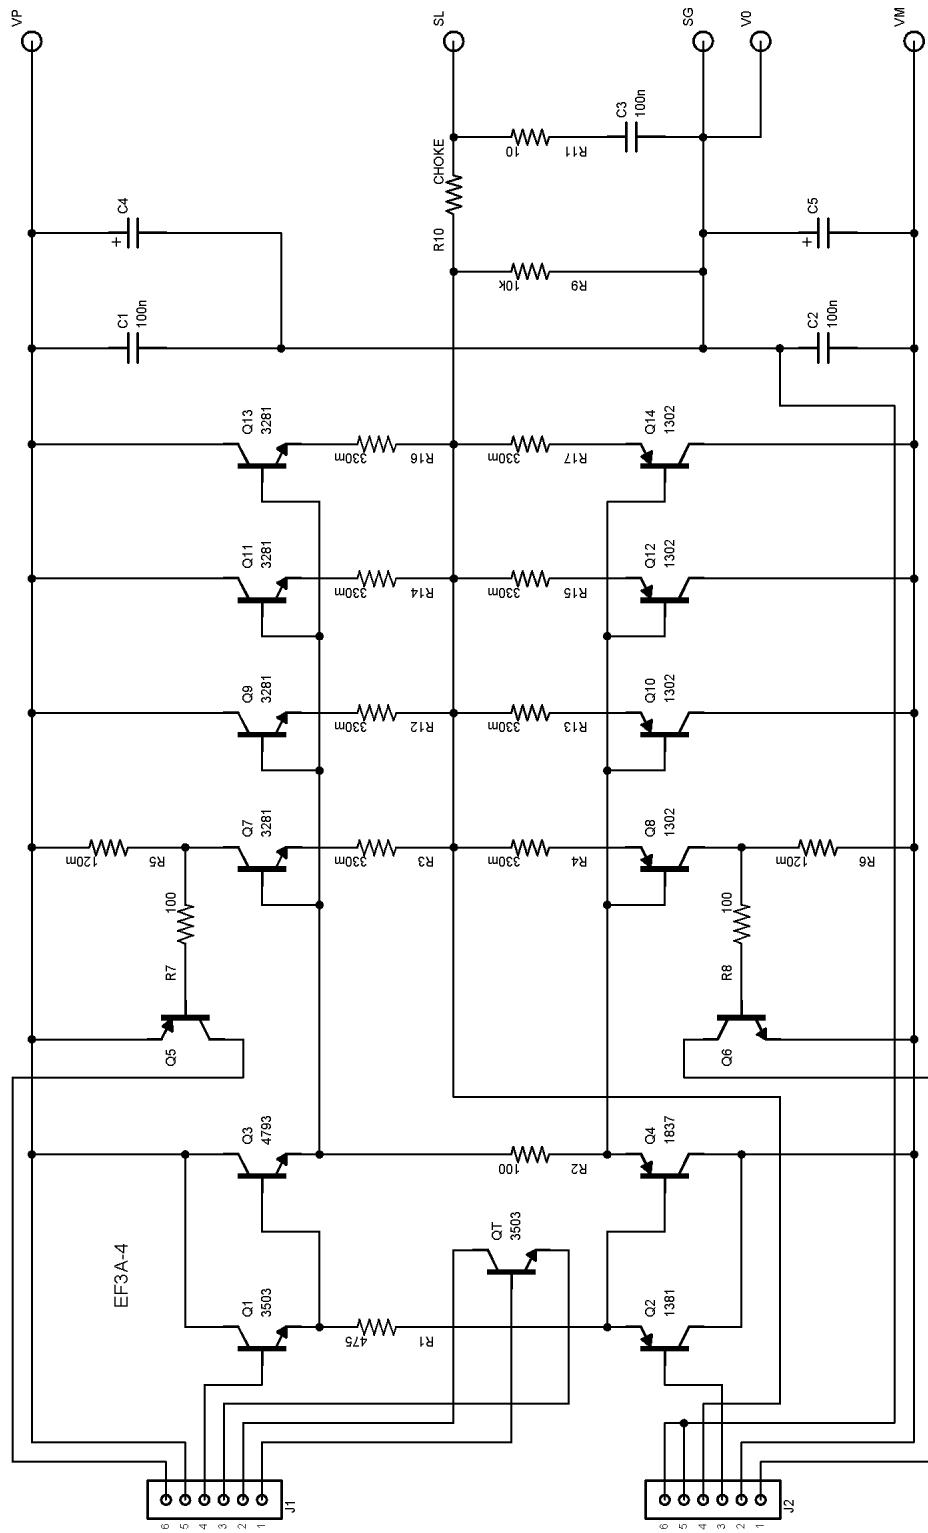 VP
SL
SG
V0
VM
C3
100n
10
R11
CHOKE
R10
C4
+
C5
+
10k
R9
C1
100n
C2
100n
Q13
3281
330m
R16
330m
R17
Q14
1302
Q11
3281
330m
R14
330m
R15
Q12
1302
Q9
3281
330m
R12
330m
R13
Q10
1302
120m
R5
Q7
3281
330m
R3
330m
R4
Q8
1302
120m
R6
100
R7
100
R8
Q5
Q6
Q3
4793
100
R2
Q4
1837
EF3A-4
QT
3503
Q1
3503
475
R1
Q2
1381
J1
6
5
4
3
2
1
J2
6
5
4
3
2
1